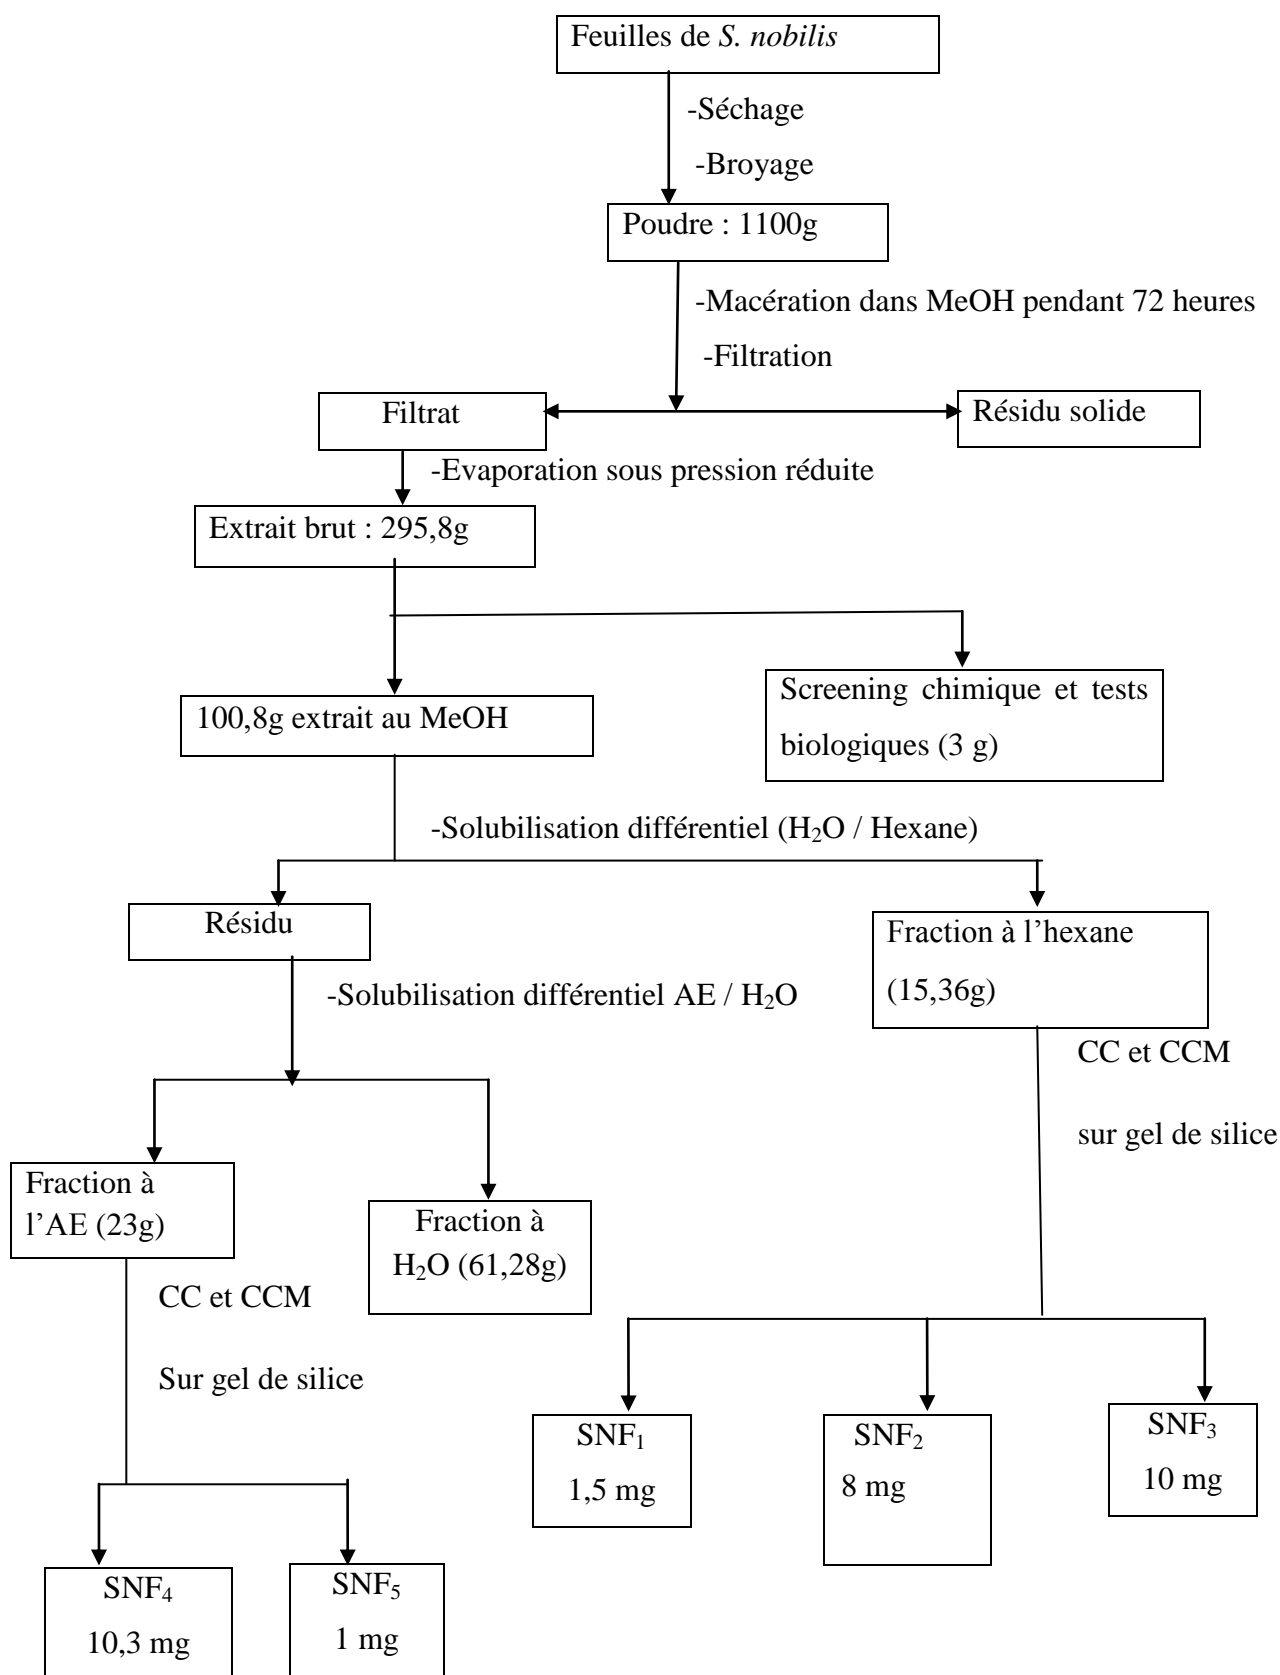 Feuilles de S. nobilis
-Séchage
-Broyage
Poudre : 1100g
-Macération dans MeOH pendant 72 heures
-Filtration
Filtrat
Résidu solide
-Evaporation sous pression réduite
Extrait brut : 295,8g
100,8g extrait au MeOH
Screening chimique et tests
biologiques (3 g)
-Solubilisation différentiel (H₂O / Hexane)
Résidu
Fraction à l’hexane
(15,36g)
-Solubilisation différentiel AE / H₂O
CC et CCM
sur gel de silice
Fraction à
l’AE (23g)
Fraction à
H₂O (61,28g)
CC et CCM
Sur gel de silice
SNF₁
1,5 mg
SNF₂
8 mg
SNF₃
10 mg
SNF₄
10,3 mg
SNF₅
1 mg